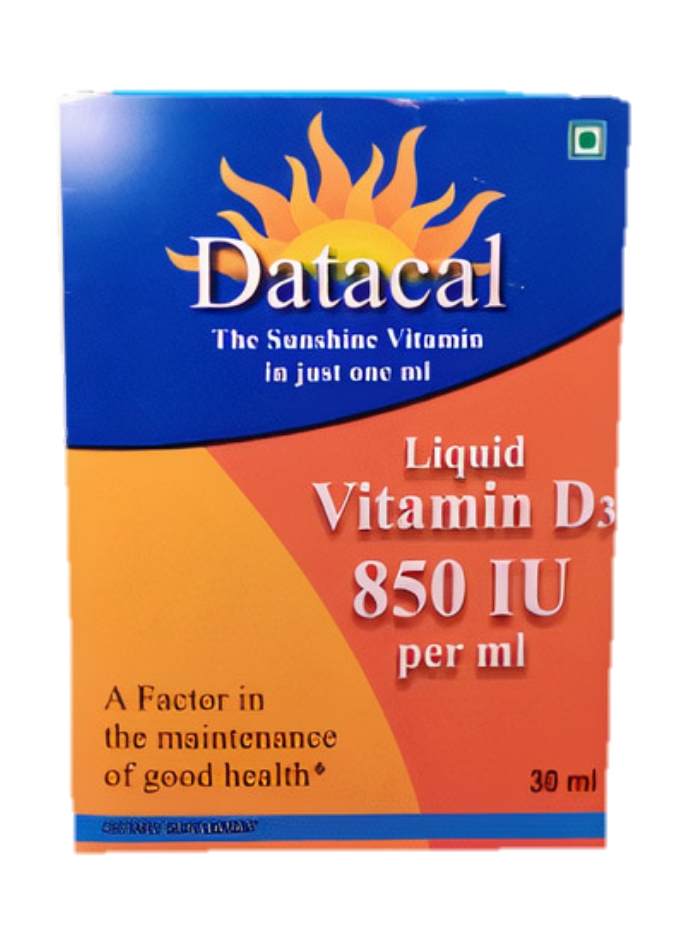 Datacal
The Sunshine Vitamin
in just one ml
Liquid
Vitamin D3
850 IU
per ml
A Factor in
the maintenance
of good health*
30 ml